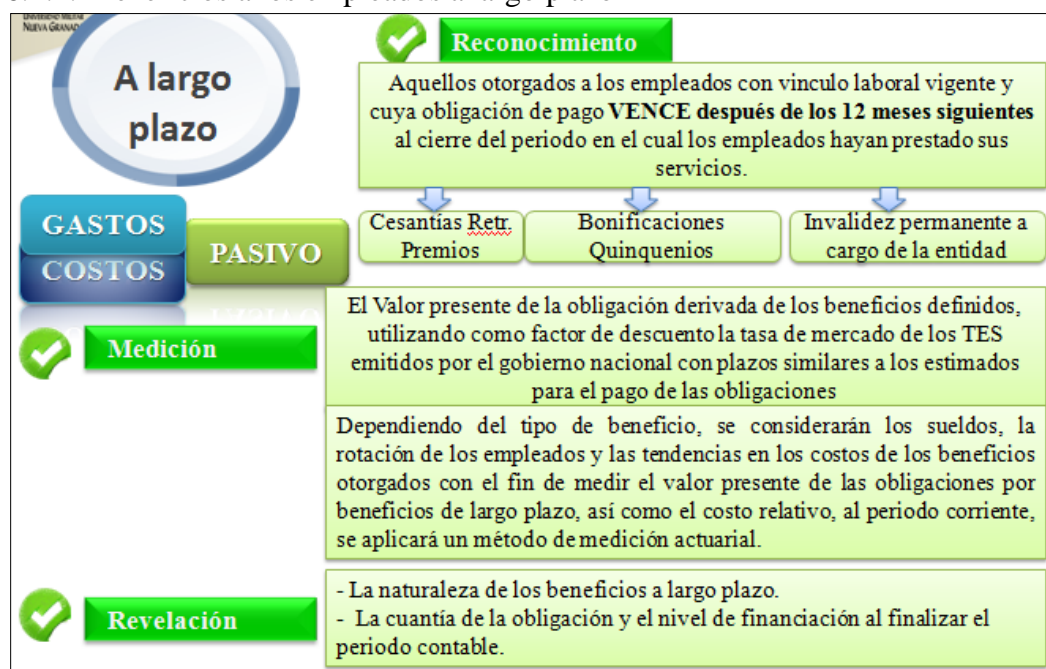 UNIVERSIDAD MILITAR
NUEVA GRANADA
A largo
plazo
Reconocimiento
Aquellos otorgados a los empleados con vinculo laboral vigente y
cuya obligación de pago VENCE después de los 12 meses siguientes
al cierre del periodo en el cual los empleados hayan prestado sus
servicios.
GASTOS
COSTOS
PASIVO
Cesantías Retr.
Premios
Bonificaciones
Quinquenios
Invalidez permanente a
cargo de la entidad
Medición
El Valor presente de la obligación derivada de los beneficios definidos,
utilizando como factor de descuento la tasa de mercado de los TES
emitidos por el gobierno nacional con plazos similares a los estimados
para el pago de las obligaciones
Dependiendo del tipo de beneficio, se considerarán los sueldos, la
rotación de los empleados y las tendencias en los costos de los beneficios
otorgados con el fin de medir el valor presente de las obligaciones por
beneficios de largo plazo, así como el costo relativo, al periodo corriente,
se aplicará un método de medición actuarial.
Revelación
- La naturaleza de los beneficios a largo plazo.
- La cuantía de la obligación y el nivel de financiación al finalizar el
periodo contable.